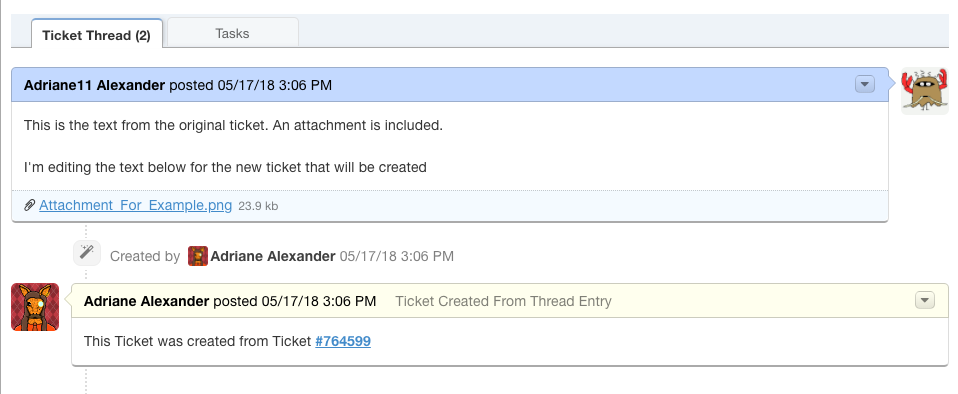 Ticket Thread (2) Tasks
Adriane11 Alexander posted 05/17/18 3:06 PM
This is the text from the original ticket. An attachment is included.
I'm editing the text below for the new ticket that will be created
Attachment_For_Example.png 23.9 kb
Created by Adriane Alexander 05/17/18 3:06 PM
Adriane Alexander posted 05/17/18 3:06 PM Ticket Created From Thread Entry
This Ticket was created from Ticket #764599